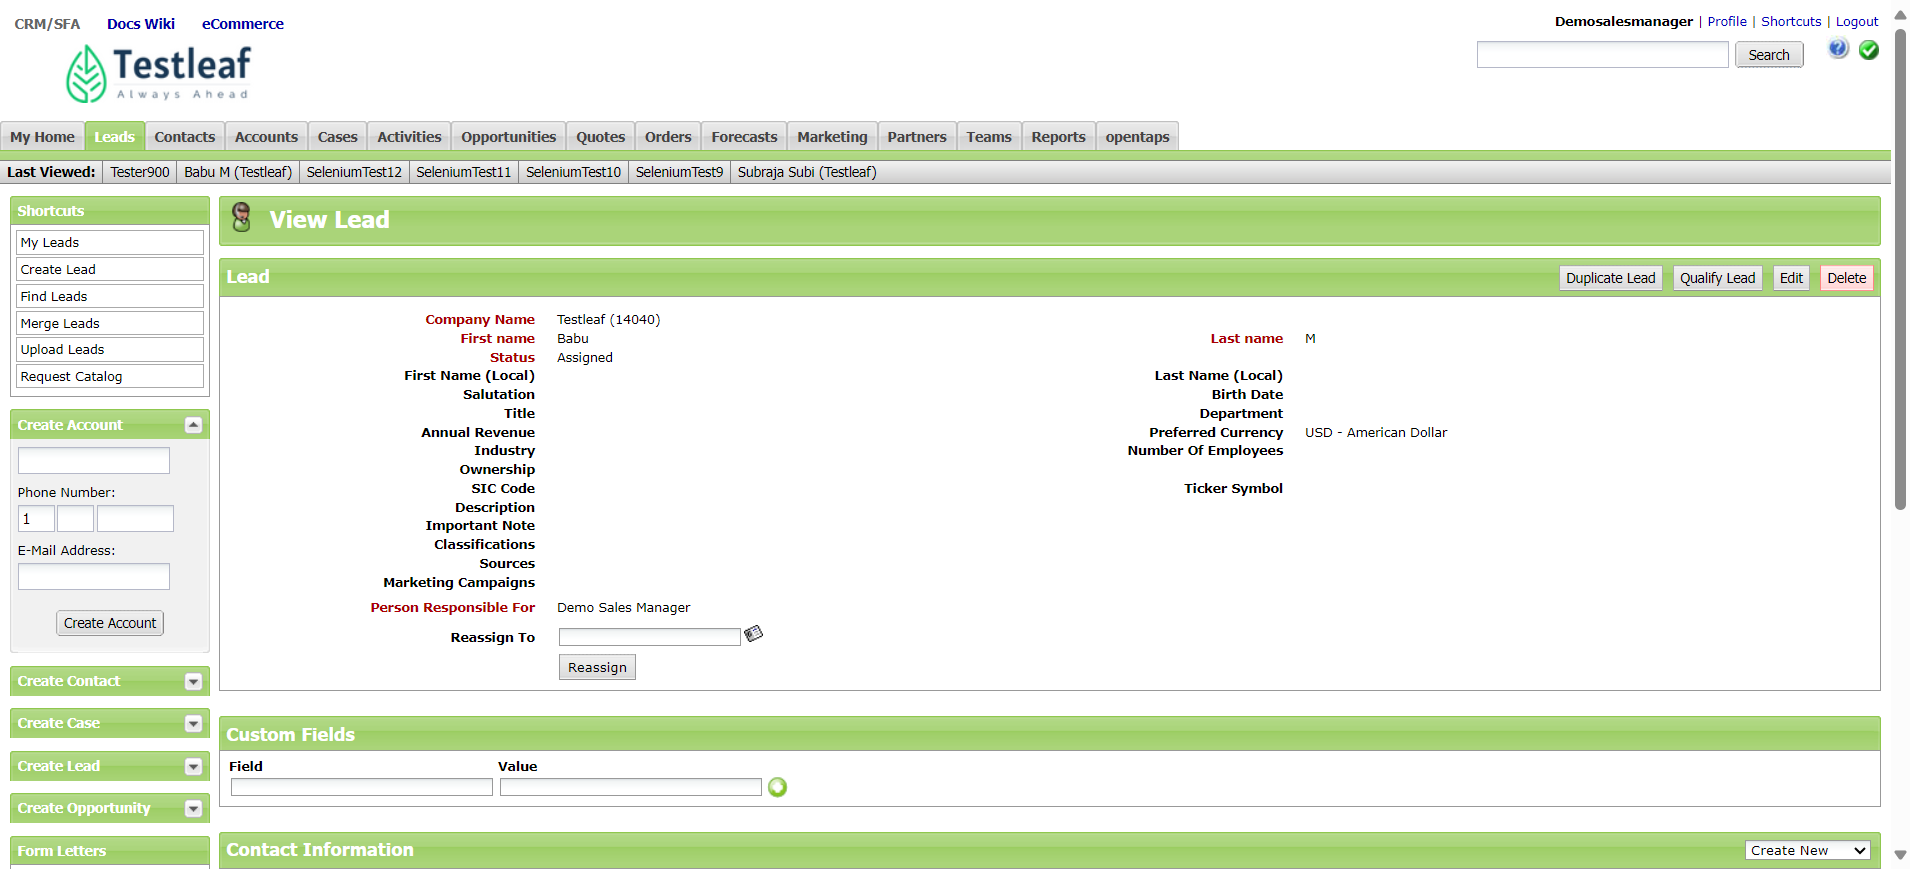 CRM/SFA Docs Wiki eCommerce
Demosalesmanager | Profile | Shortcuts | Logout
Testleaf
Always Ahead
Search
My Home Leads Contacts Accounts Cases Activities Opportunities Quotes Orders Forecasts Marketing Partners Teams Reports opentaps
Last Viewed: Tester900 Babu M (Testleaf) SeleniumTest12 SeleniumTest11 SeleniumTest10 SeleniumTest9 Subraja Subi (Testleaf)
Shortcuts
My Leads
Create Lead
Find Leads
Merge Leads
Upload Leads
Request Catalog
Create Account
Phone Number:
1
E-Mail Address:
Create Account
Create Contact
Create Case
Create Lead
Create Opportunity
Form Letters
View Lead
Lead Duplicate Lead Qualify Lead Edit Delete
Company Name Testleaf (14040)
First name Babu Last name M
Status Assigned
First Name (Local) Last Name (Local)
Salutation Birth Date
Title Department
Annual Revenue Preferred Currency USD - American Dollar
Industry Number Of Employees
Ownership
SIC Code Ticker Symbol
Description
Important Note
Classifications
Sources
Marketing Campaigns
Person Responsible For Demo Sales Manager
Reassign To
Reassign
Custom Fields
Field Value
Contact Information Create New